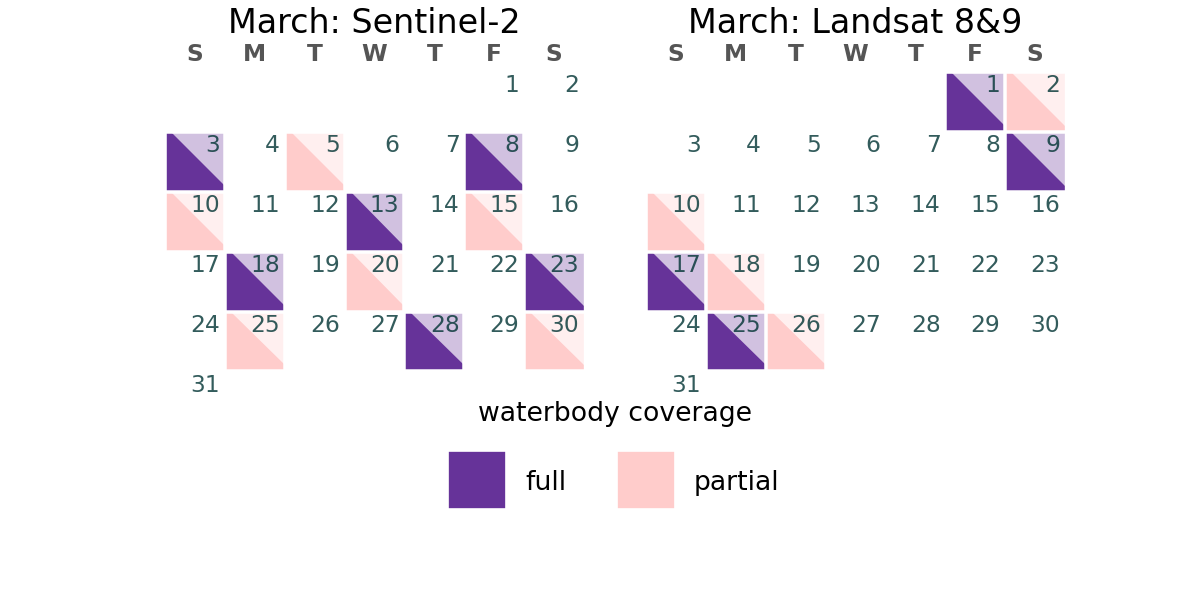 March: Sentinel-2
S M T W T F S
1 2
3 4 5 6 7 8 9
10 11 12 13 14 15 16
17 18 19 20 21 22 23
24 25 26 27 28 29 30
31
March: Landsat 8&9
S M T W T F S
1 2
3 4 5 6 7 8 9
10 11 12 13 14 15 16
17 18 19 20 21 22 23
24 25 26 27 28 29 30
31
waterbody coverage
full
partial